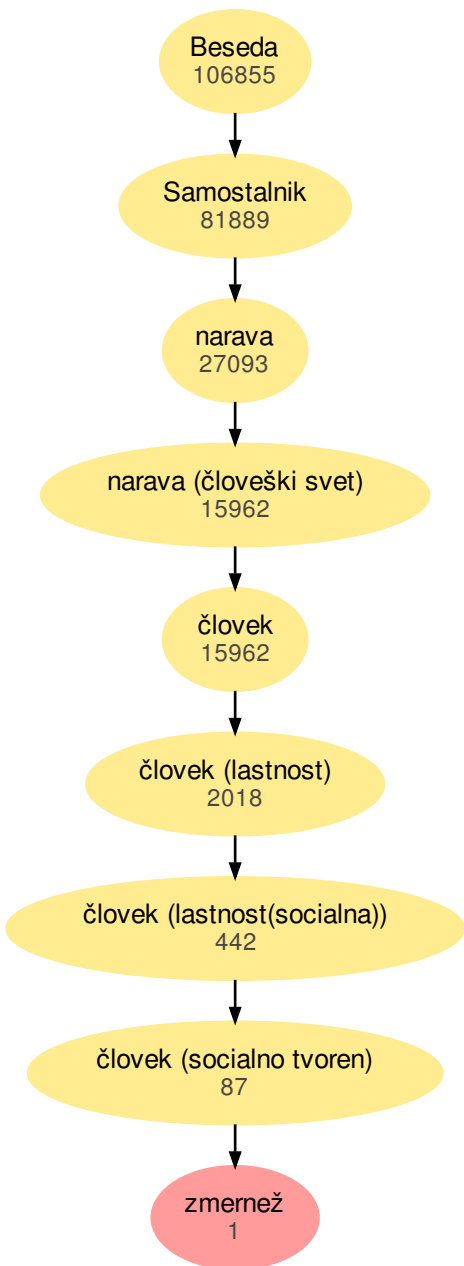 Beseda
106855
Samostalnik
81889
narava
27093
narava (človeški svet)
15962
človek
15962
človek (lastnost)
2018
človek (lastnost(socialna))
442
človek (socialno tvoren)
87
zmernež
1